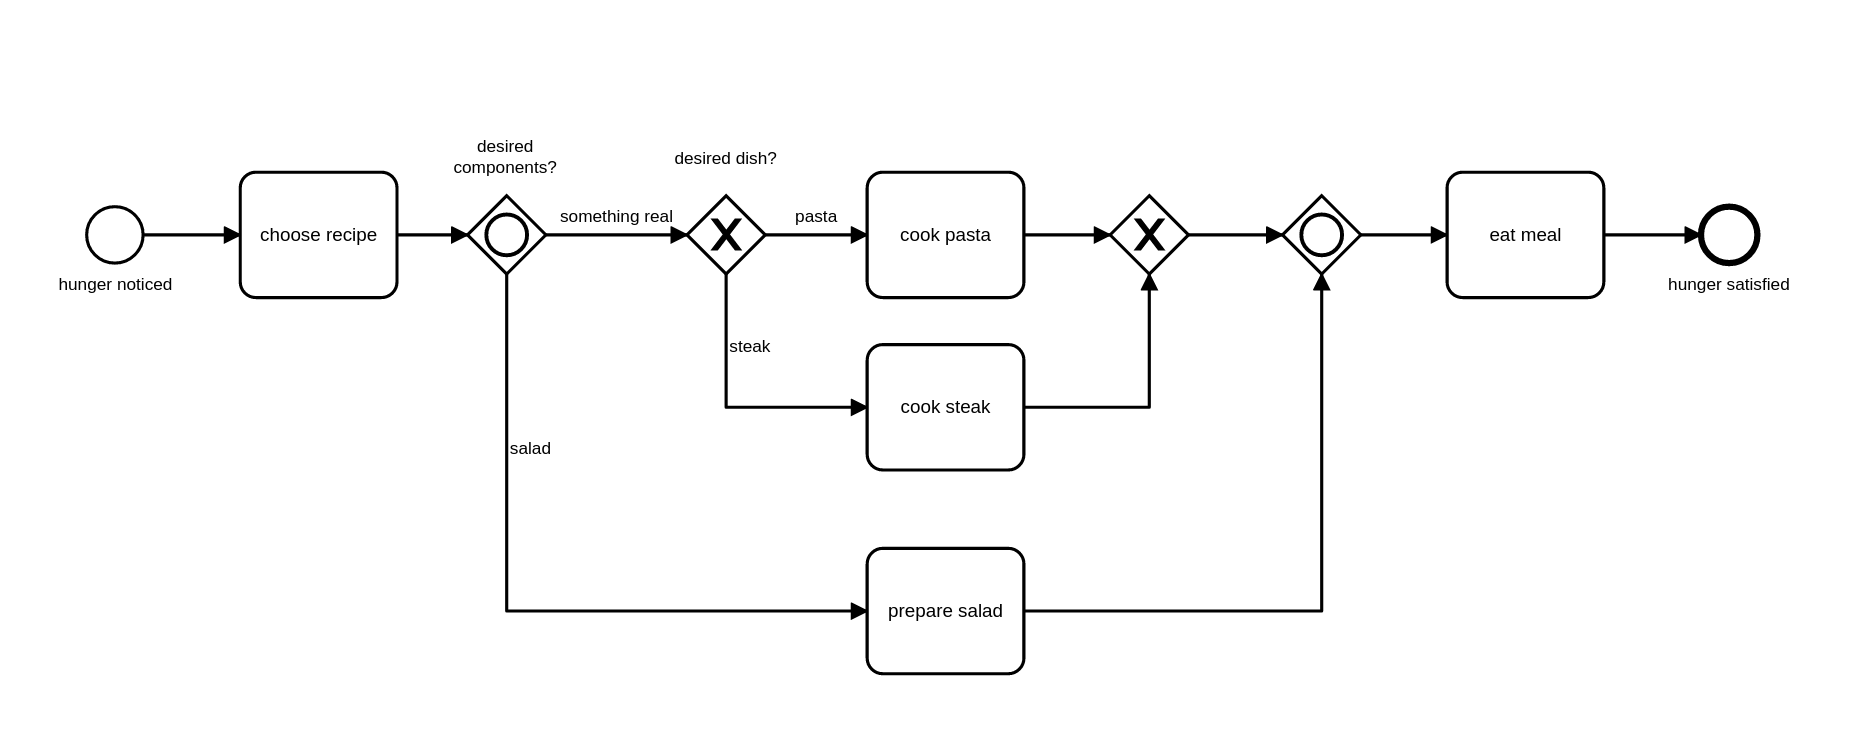 desired
components?
desired dish?
something real
pasta
choose recipe
X
cook pasta
X
eat meal
hunger noticed
hunger satisfied
steak
cook steak
salad
prepare salad